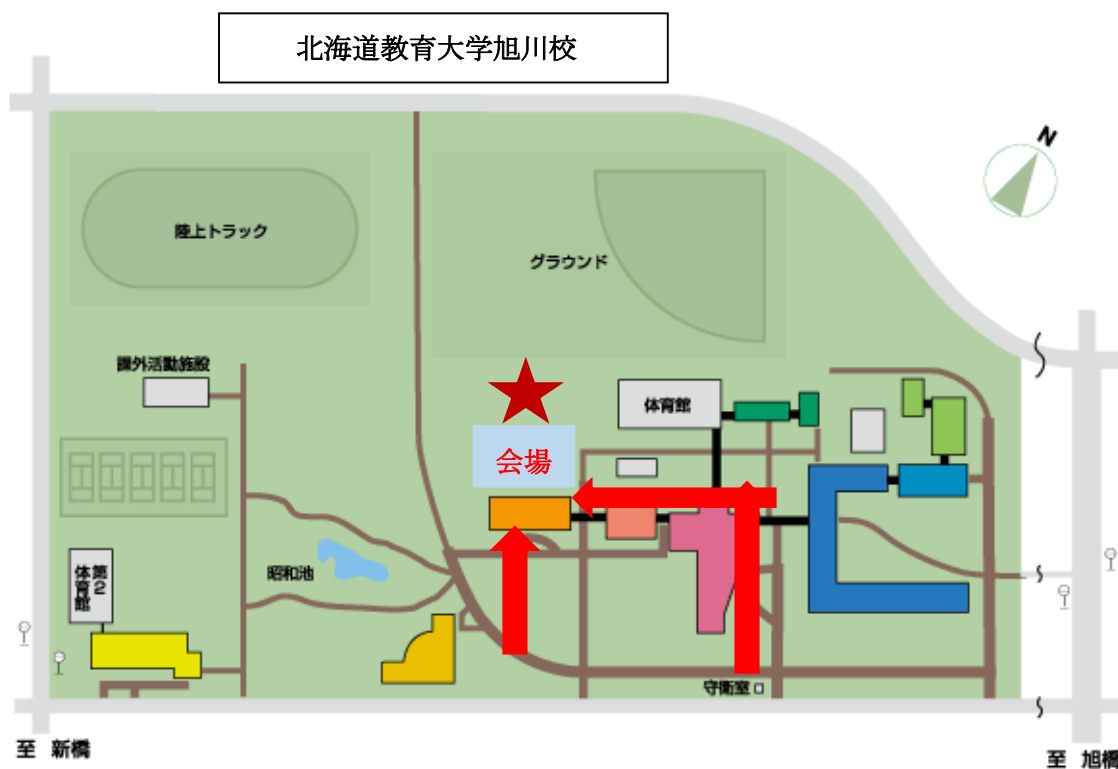 北海道教育大学旭川校
N
陸上トラック
グラウンド
課外活動施設
体育館
会場
第2
体育館
昭和池
守衛室
至 新橋
至 旭橋